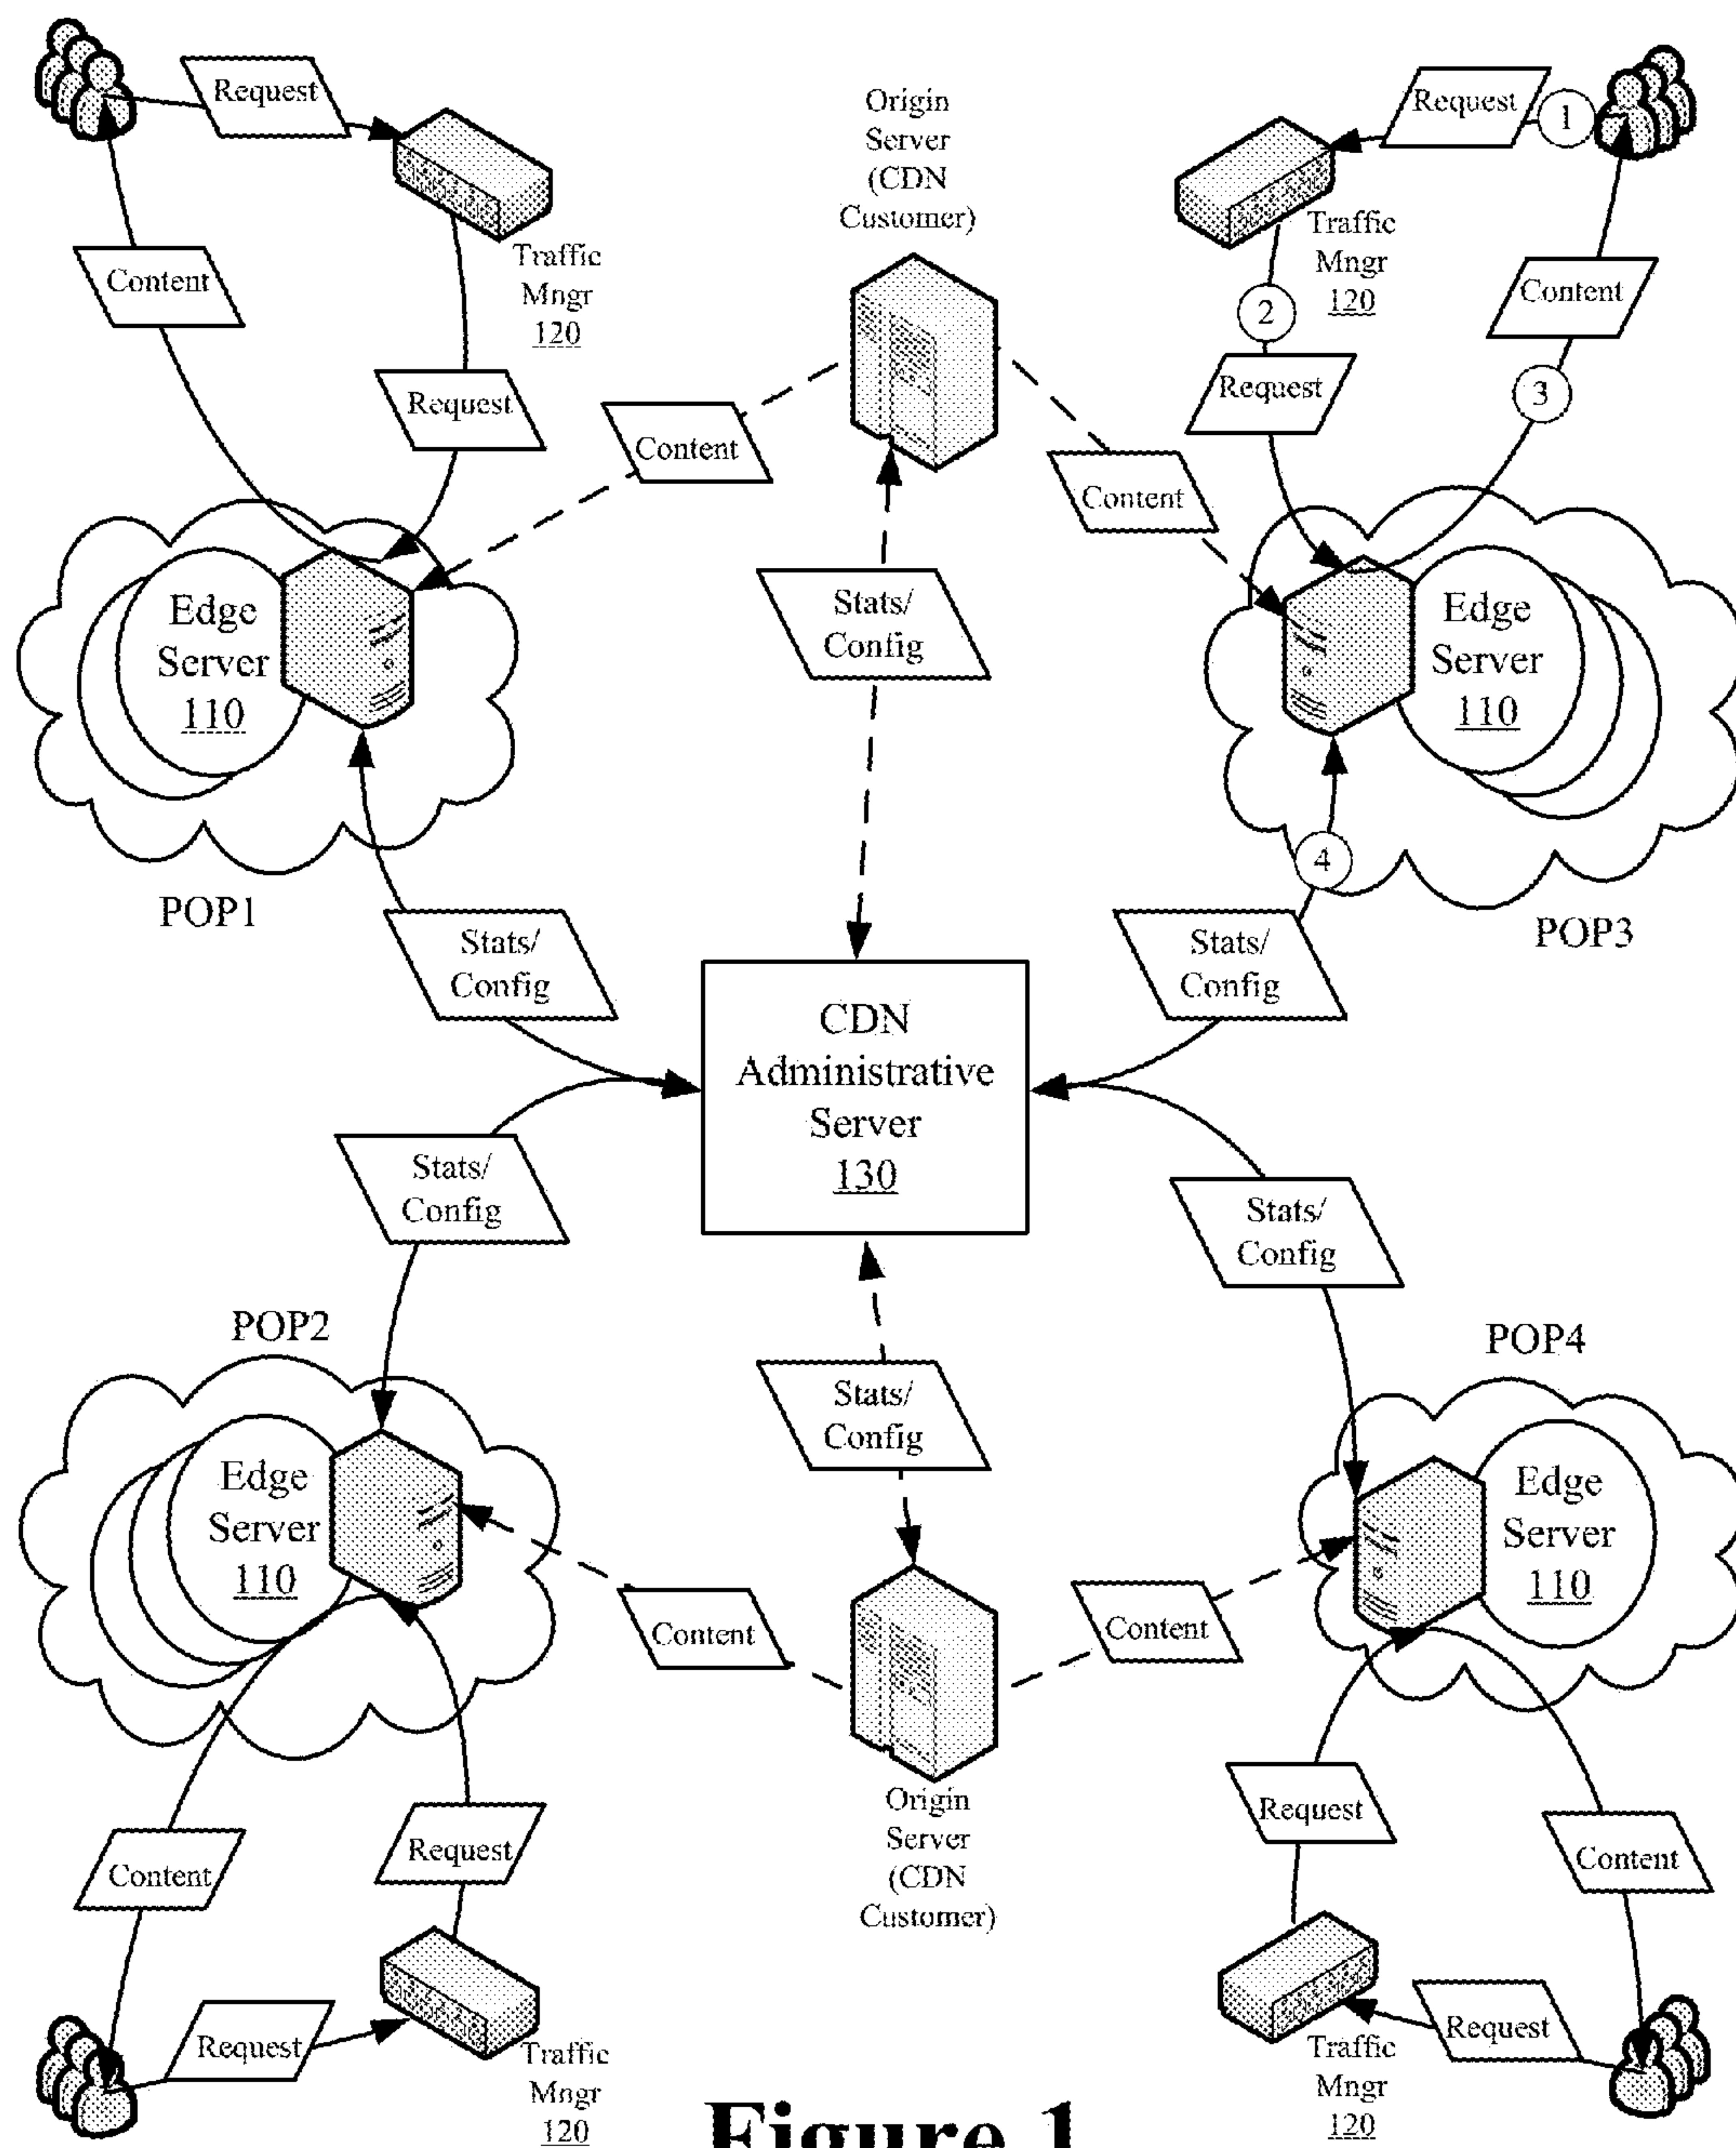 Request
Traffic
Mngr
120
Content
Request
Origin
Server
(CDN
Customer)
Request
1
Traffic
Mngr
120
2
Content
Request
3
Content
Content
Edge
Server
110
POP1
Stats/
Config
Edge
Server
110
4
POP3
Stats/
Config
Stats/
Config
CDN
Administrative
Server
130
Stats/
Config
Stats/
Config
POP2
Edge
Server
110
Stats/
Config
POP4
Edge
Server
110
Content
Content
Origin
Server
(CDN
Customer)
Content
Request
Request
Traffic
Mngr
120
Request
Content
Request
Traffic
Mngr
120
Figure 1